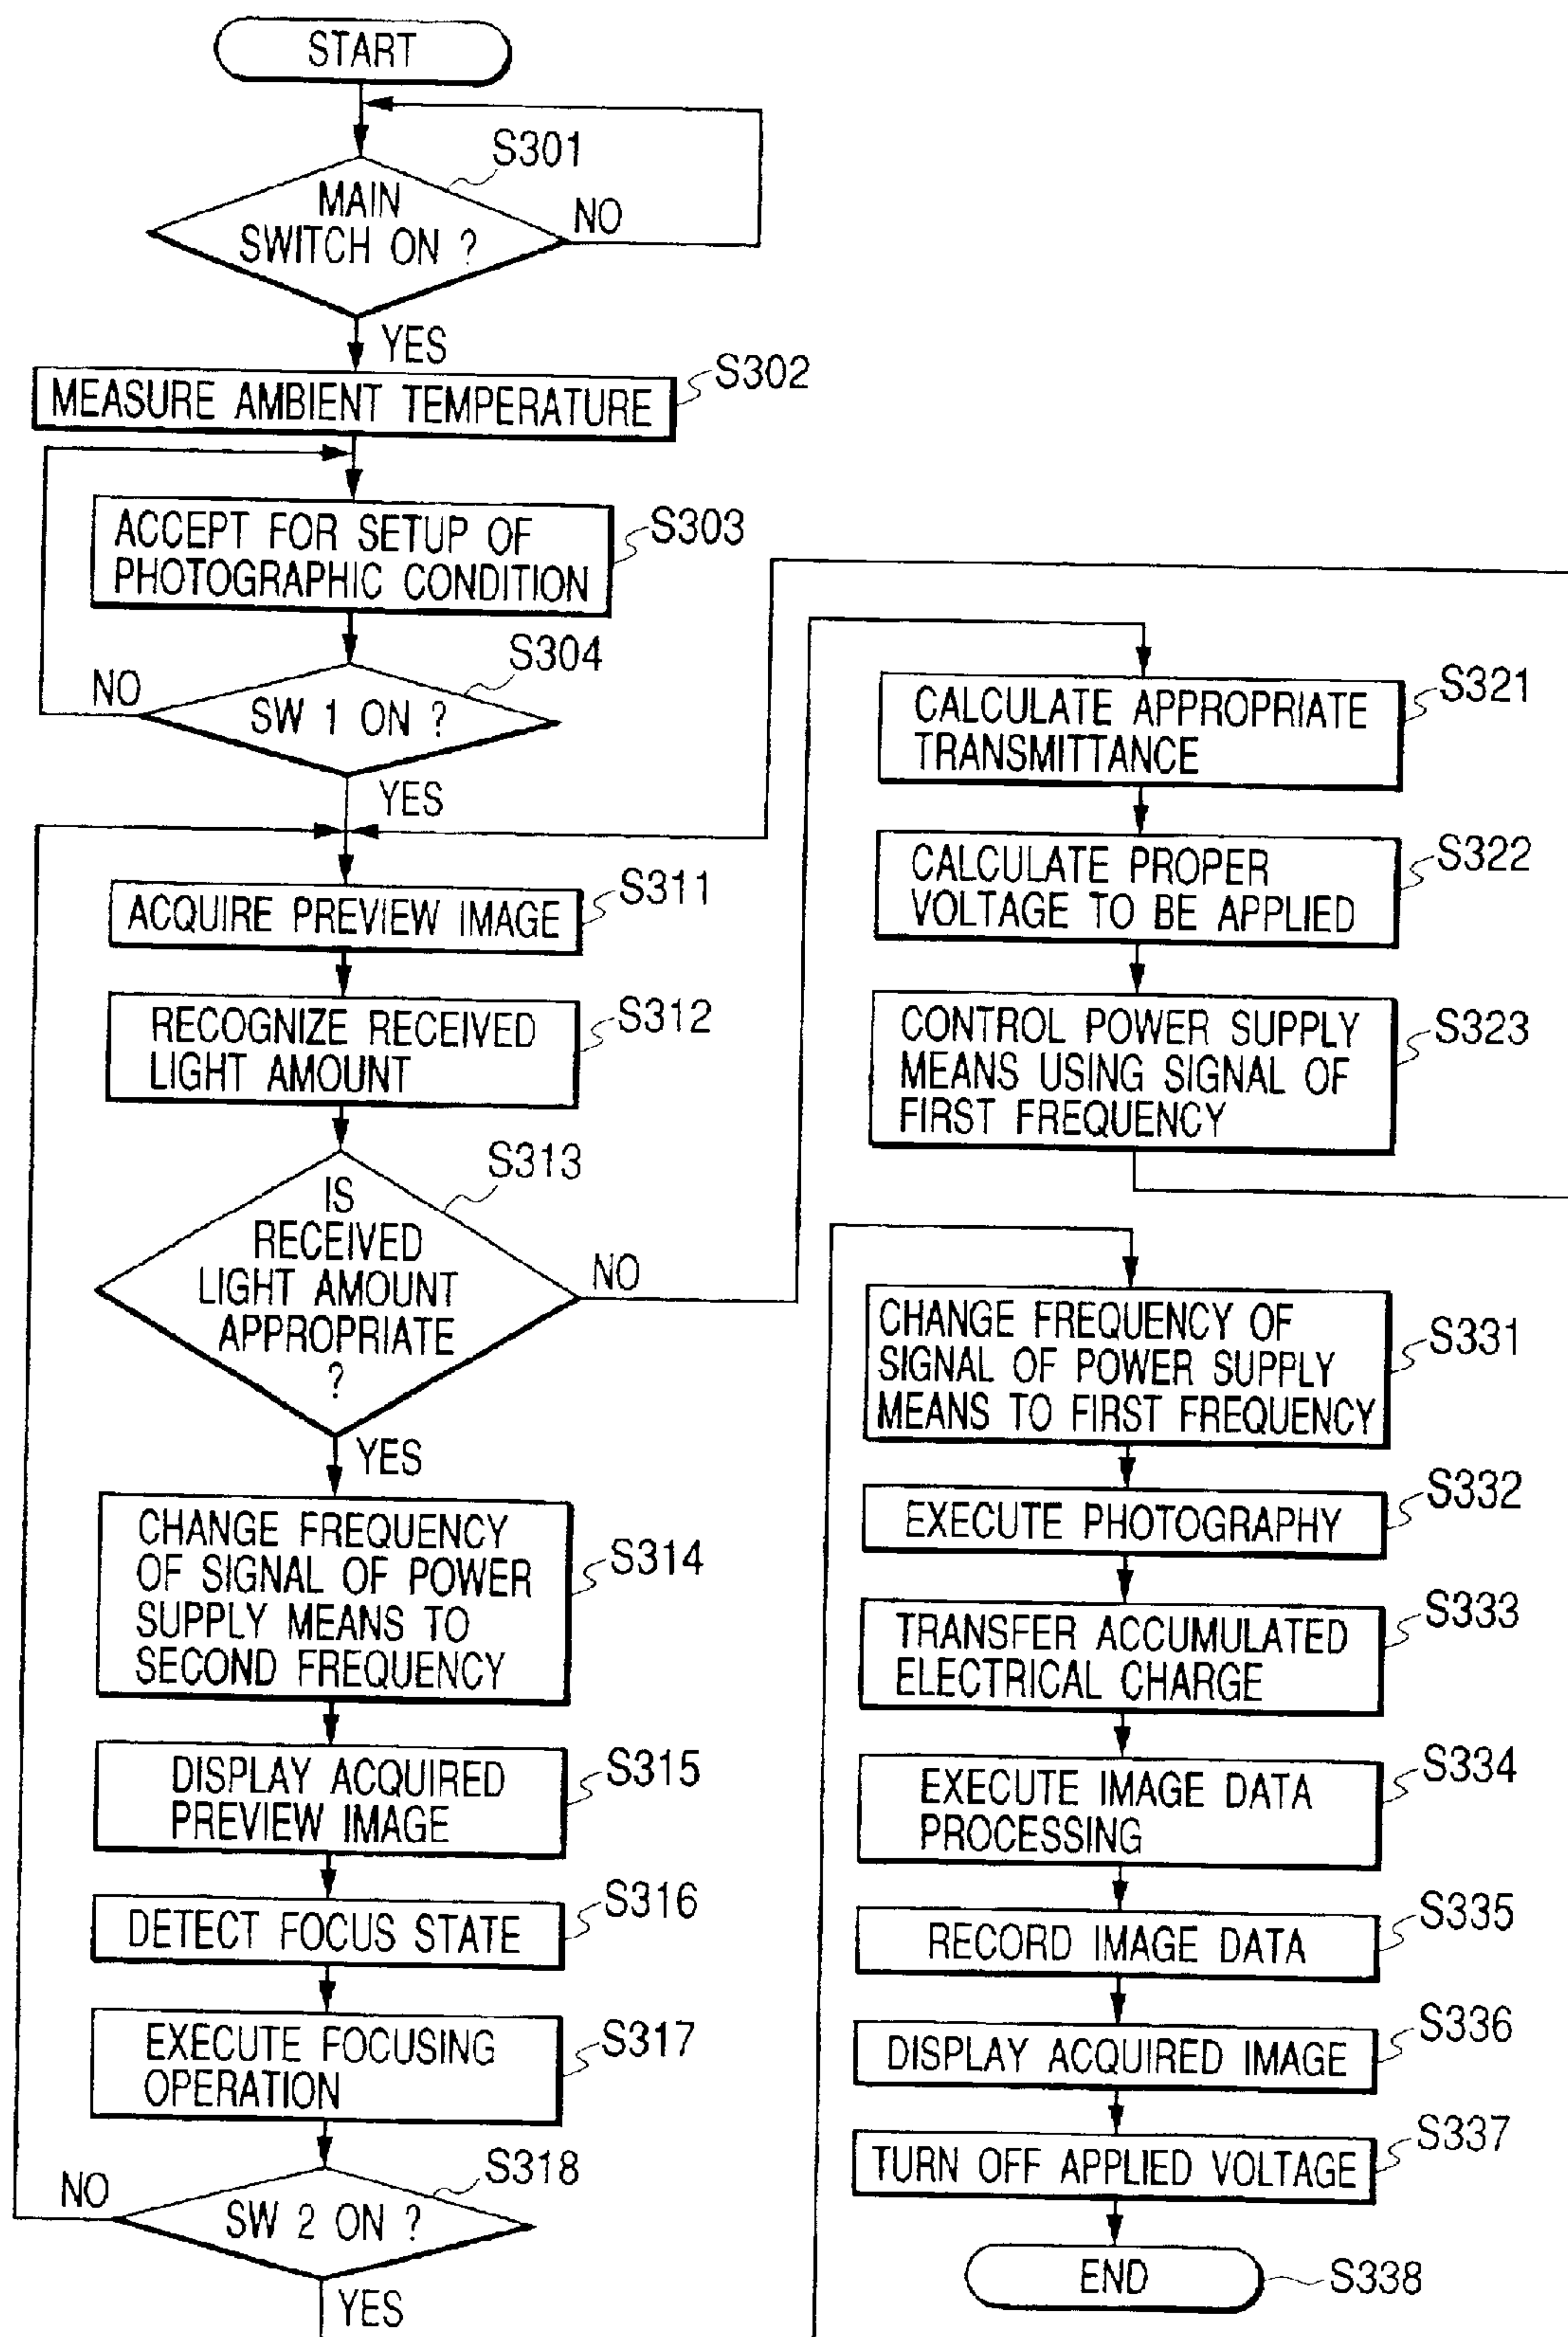 START
S301
MAIN
SWITCH ON ?
NO
YES
MEASURE AMBIENT TEMPERATURE
S302
ACCEPT FOR SETUP OF
PHOTOGRAPHIC CONDITION
S303
S304
NO
SW 1 ON ?
YES
ACQUIRE PREVIEW IMAGE
S311
RECOGNIZE RECEIVED
LIGHT AMOUNT
S312
S313
IS
RECEIVED
LIGHT AMOUNT
APPROPRIATE
?
NO
YES
CHANGE FREQUENCY
OF SIGNAL OF POWER
SUPPLY MEANS TO
SECOND FREQUENCY
S314
DISPLAY ACQUIRED
PREVIEW IMAGE
S315
DETECT FOCUS STATE
S316
EXECUTE FOCUSING
OPERATION
S317
S318
NO
SW 2 ON ?
YES
CALCULATE APPROPRIATE
TRANSMITTANCE
S321
CALCULATE PROPER
VOLTAGE TO BE APPLIED
S322
CONTROL POWER SUPPLY
MEANS USING SIGNAL OF
FIRST FREQUENCY
S323
CHANGE FREQUENCY OF
SIGNAL OF POWER SUPPLY
MEANS TO FIRST FREQUENCY
S331
EXECUTE PHOTOGRAPHY
S332
TRANSFER ACCUMULATED
ELECTRICAL CHARGE
S333
EXECUTE IMAGE DATA
PROCESSING
S334
RECORD IMAGE DATA
S335
DISPLAY ACQUIRED IMAGE
S336
TURN OFF APPLIED VOLTAGE
S337
END
S338